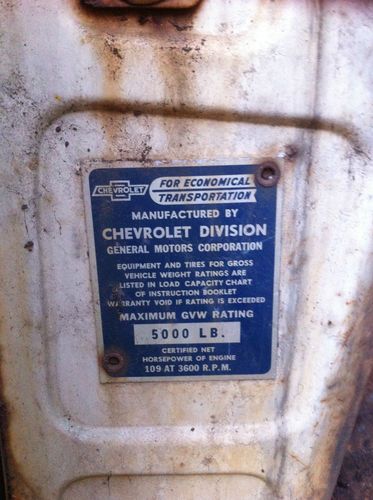 CHEVROLET
FOR ECONOMICAL
TRANSPORTATION
MANUFACTURED BY
CHEVROLET DIVISION
GENERAL MOTORS CORPORATION
EQUIPMENT AND TIRES FOR GROSS
VEHICLE WEIGHT RATINGS ARE
LISTED IN LOAD CAPACITY CHART
OF INSTRUCTION BOOKLET
WARRANTY VOID IF RATING IS EXCEEDED
MAXIMUM GVW RATING
5000 LB.
CERTIFIED NET
HORSEPOWER OF ENGINE
109 AT 3600 R.P.M.